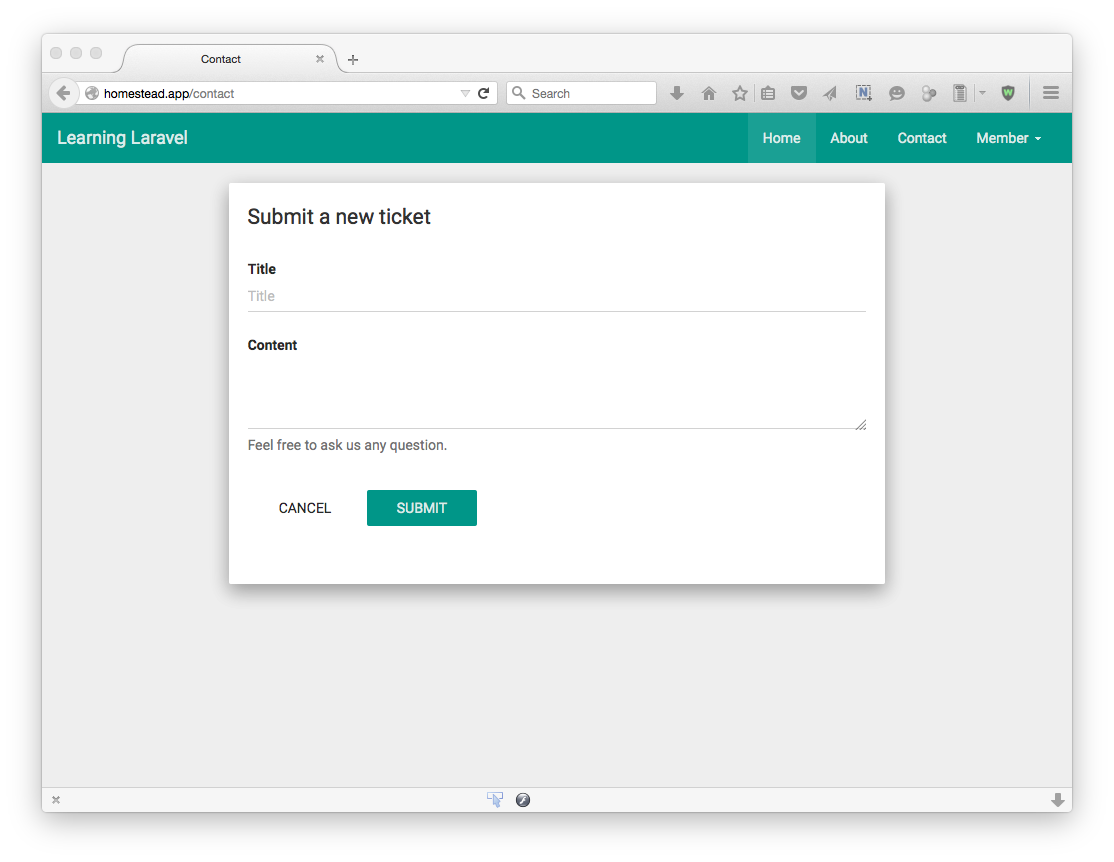 Contact
homestead.app/contact
Search
Learning Laravel
Home
About
Contact
Member
Submit a new ticket
Title
Title
Content
Feel free to ask us any question.
CANCEL
SUBMIT